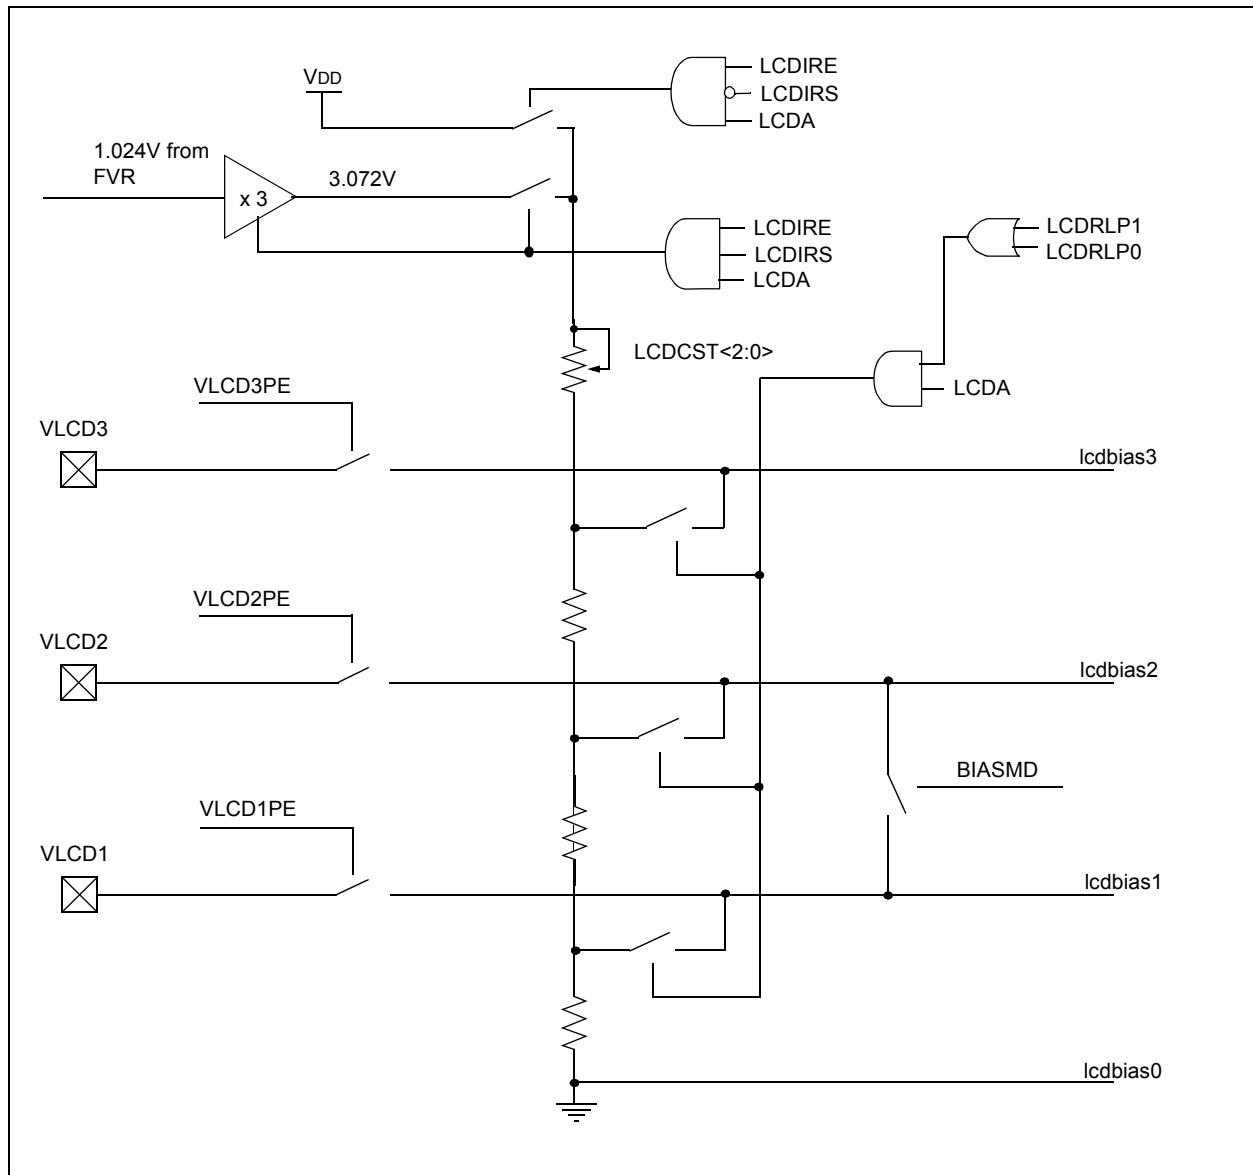 VDD
LCDIRE
LCDIRS
LCDA
1.024V from
FVR
x 3
3.072V
LCDIRE
LCDIRS
LCDA
LCDRLP1
LCDRLP0
LCDCST<2:0>
LCDA
VLCD3PE
VLCD3
lcdbias3
VLCD2PE
VLCD2
lcdbias2
BIASMD
VLCD1PE
VLCD1
lcdbias1
lcdbias0